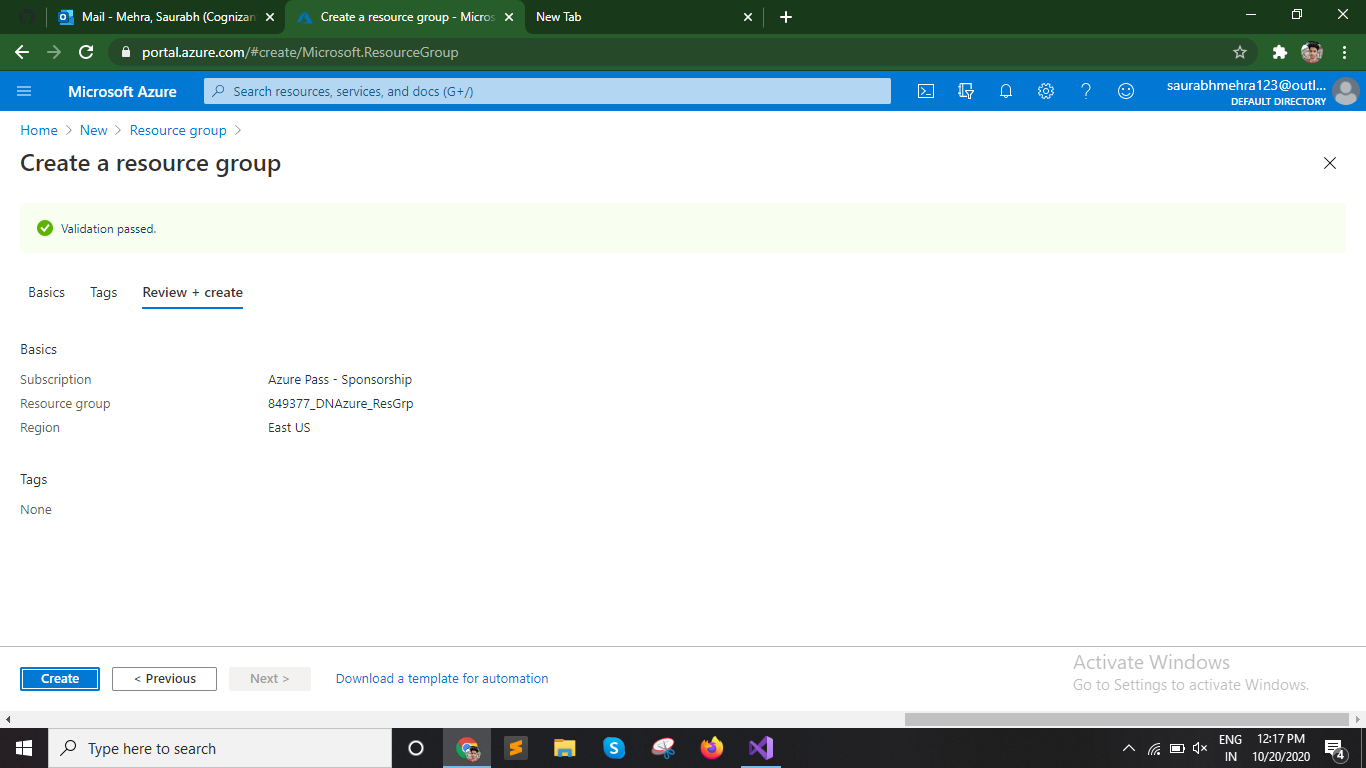 Mail - Mehra, Saurabh (Cognizan
Create a resource group - Micros
New Tab
portal.azure.com/#create/Microsoft.ResourceGroup
Microsoft Azure
Search resources, services, and docs (G+/)
saurabhmehra123@outl...
DEFAULT DIRECTORY
Home > New > Resource group >
Create a resource group
Validation passed.
Basics Tags Review + create
Basics
Subscription Azure Pass - Sponsorship
Resource group 849377_DNAzure_ResGrp
Region East US
Tags
None
Create < Previous Next > Download a template for automation
Activate Windows
Go to Settings to activate Windows.
Type here to search
ENG
IN
12:17 PM
10/20/2020
4